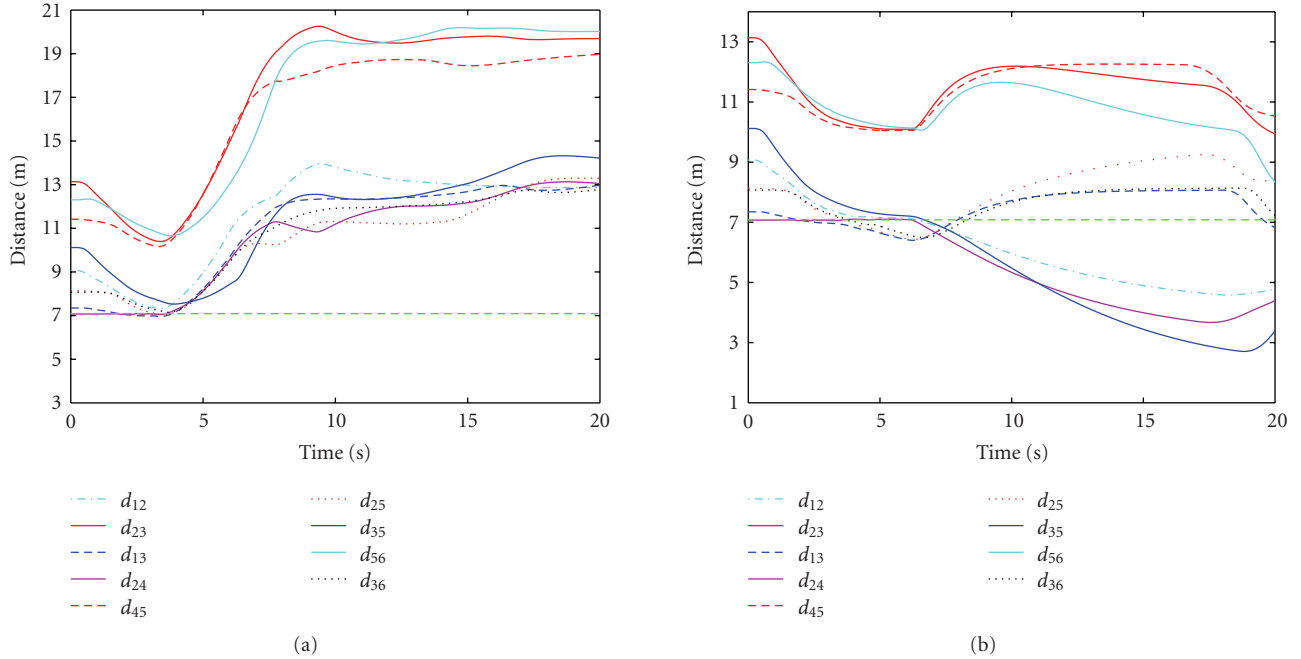 21
19
17
15
13
11
9
7
5
3
Distance (m)
0 5 10 15 20
Time (s)
d12
d23
d13
d24
d45
d25
d35
d56
d36
(a)
13
11
9
7
5
3
1
Distance (m)
0 5 10 15 20
Time (s)
d12
d23
d13
d24
d45
d25
d35
d56
d36
(b)